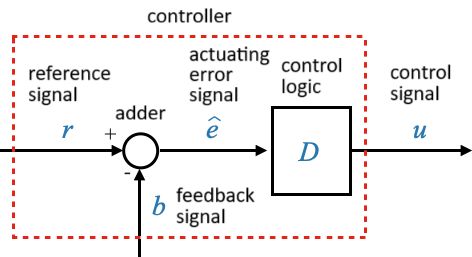 controller
reference
signal
adder
actuating
error
signal
control
logic
control
signal
r
+
ê
D
u
-
b
feedback
signal